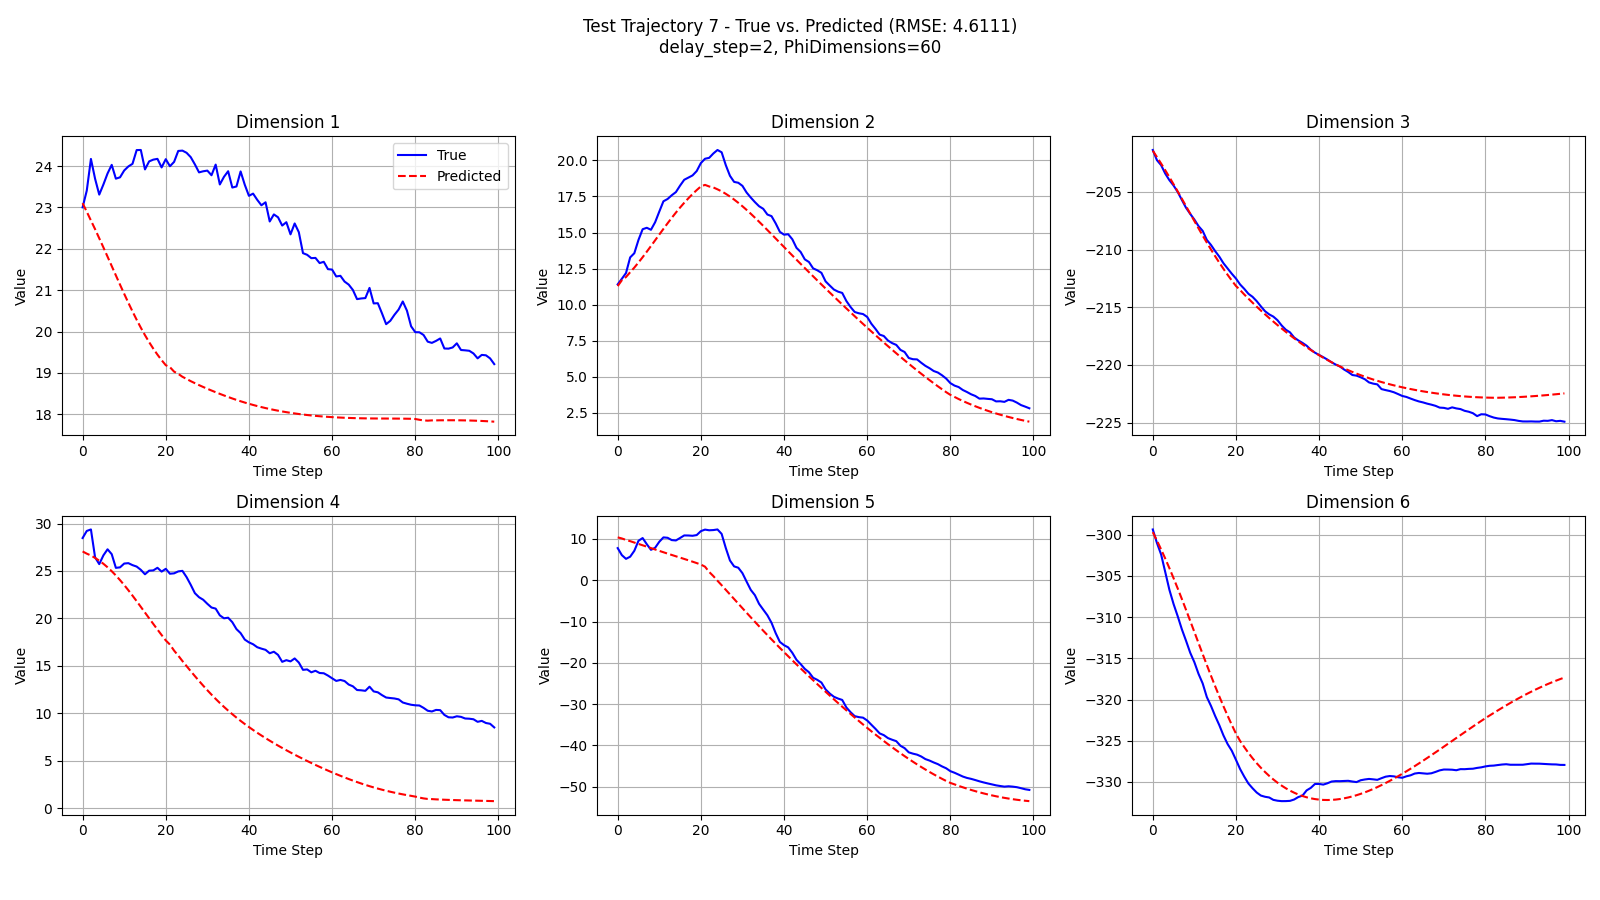 Test Trajectory 7 - True vs. Predicted (RMSE: 4.6111)
delay_step=2, PhiDimensions=60
Dimension 1
24
23
22
21
20
19
18
Value
0 20 40 60 80 100
Time Step
True
Predicted
Dimension 2
20.0
17.5
15.0
12.5
10.0
7.5
5.0
2.5
Value
0 20 40 60 80 100
Time Step
Dimension 3
−205
−210
−215
−220
−225
Value
0 20 40 60 80 100
Time Step
Dimension 4
30
25
20
15
10
5
0
Value
0 20 40 60 80 100
Time Step
Dimension 5
10
0
−10
−20
−30
−40
−50
Value
0 20 40 60 80 100
Time Step
Dimension 6
−300
−305
−310
−315
−320
−325
−330
Value
0 20 40 60 80 100
Time Step